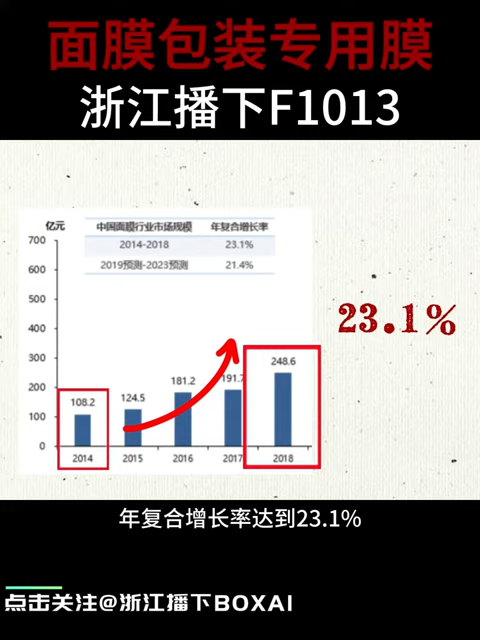 面膜包装专用膜
浙江播下F1013
亿元
中国面膜行业市场规模 年复合增长率
2014-2018 23.1%
2019预测-2023预测 21.4%
700
600
500
400
300
200
100
0
108.2
124.5
181.2
191.7
248.6
2014 2015 2016 2017 2018
23.1%
年复合增长率达到23.1%
点击关注@浙江播下BOXAI